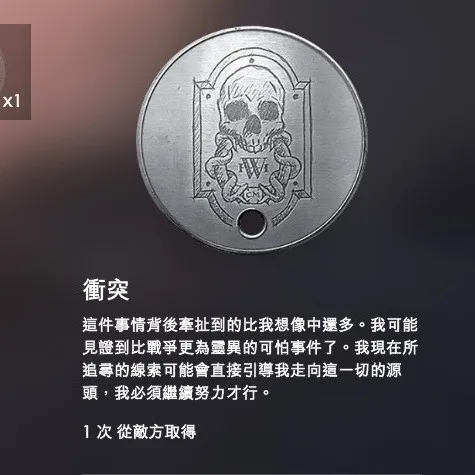 x1
衝突
這件事情背後牽扯到的比我想像中還多。我可能
見證到比戰爭更為靈異的可怕事件了。我現在所
追尋的線索可能會直接引導我走向這一切的源
頭，我必須繼續努力才行。
1 次 從敵方取得